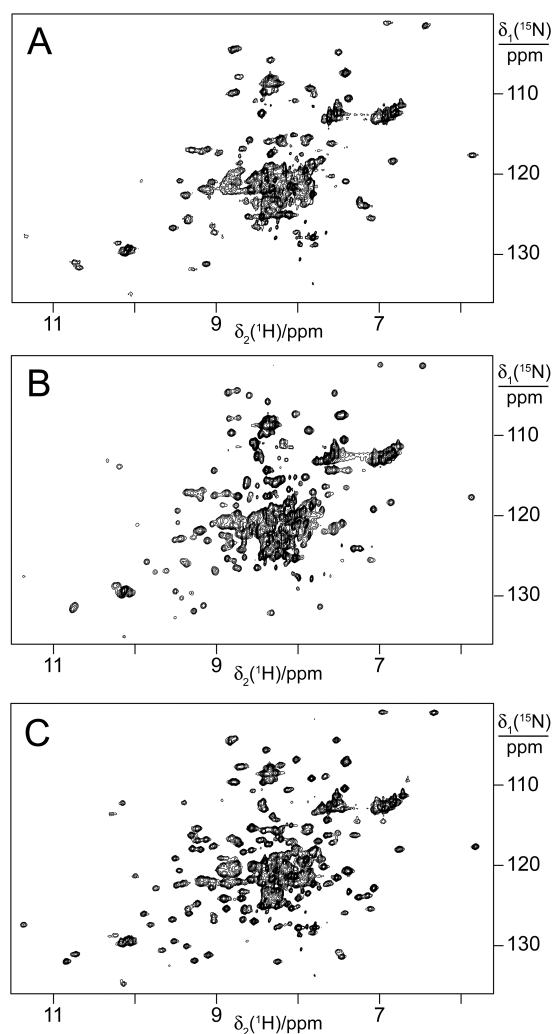 A
δ₁(¹⁵N)
ppm
110
120
130
11
9
7
δ₂(¹H)/ppm
B
δ₁(¹⁵N)
ppm
110
120
130
11
9
7
δ₂(¹H)/ppm
C
δ₁(¹⁵N)
ppm
110
120
130
11
9
7
δ₂(¹H)/ppm